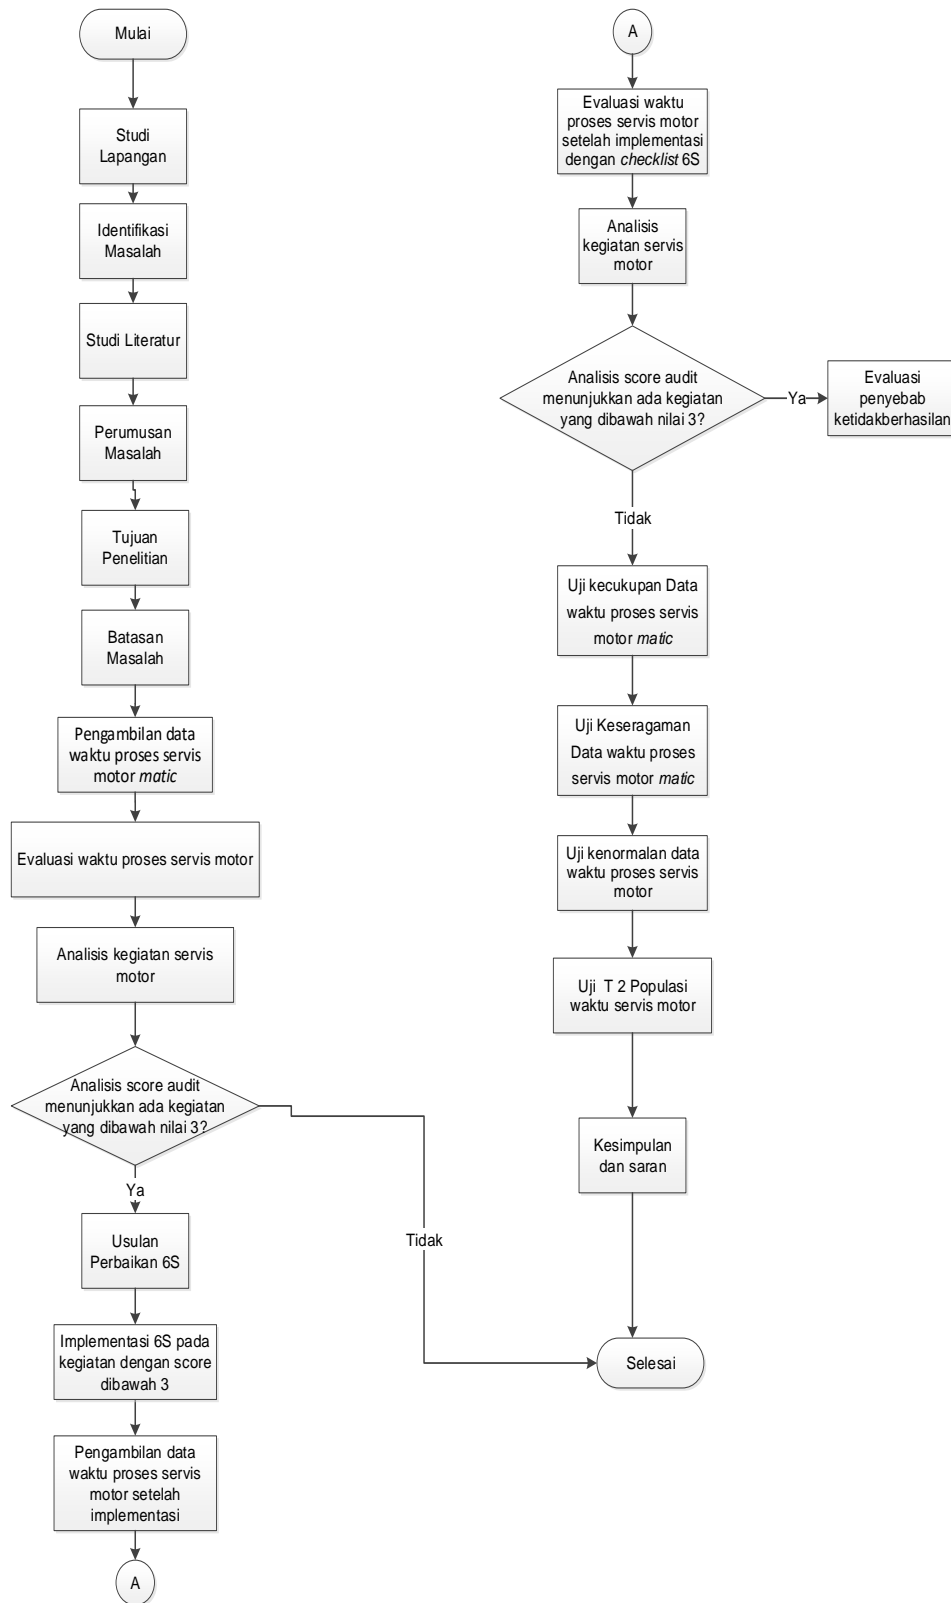 Mulai
Studi
Lapangan
Identifikasi
Masalah
Studi Literatur
Perumusan
Masalah
Tujuan
Penelitian
Batasan
Masalah
Pengambilan data
waktu proses servis
motor matic
Evaluasi waktu proses servis motor
Analisis kegiatan servis
motor
Analisis score audit
menunjukkan ada kegiatan
yang dibawah nilai 3?
Ya
Tidak
Usulan
Perbaikan 6S
Implementasi 6S pada
kegiatan dengan score
dibawah 3
Pengambilan data
waktu proses servis
motor setelah
implementasi
A
A
Evaluasi waktu
proses servis motor
setelah implementasi
dengan checklist 6S
Analisis
kegiatan servis
motor
Analisis score audit
menunjukkan ada kegiatan
yang dibawah nilai 3?
Ya
Evaluasi
penyebab
ketidakberhasilan
Tidak
Uji kecukupan Data
waktu proses servis
motor matic
Uji Keseragaman
Data waktu proses
servis motor matic
Uji kenormalan data
waktu proses servis
motor
Uji T 2 Populasi
waktu servis motor
Kesimpulan
dan saran
Selesai